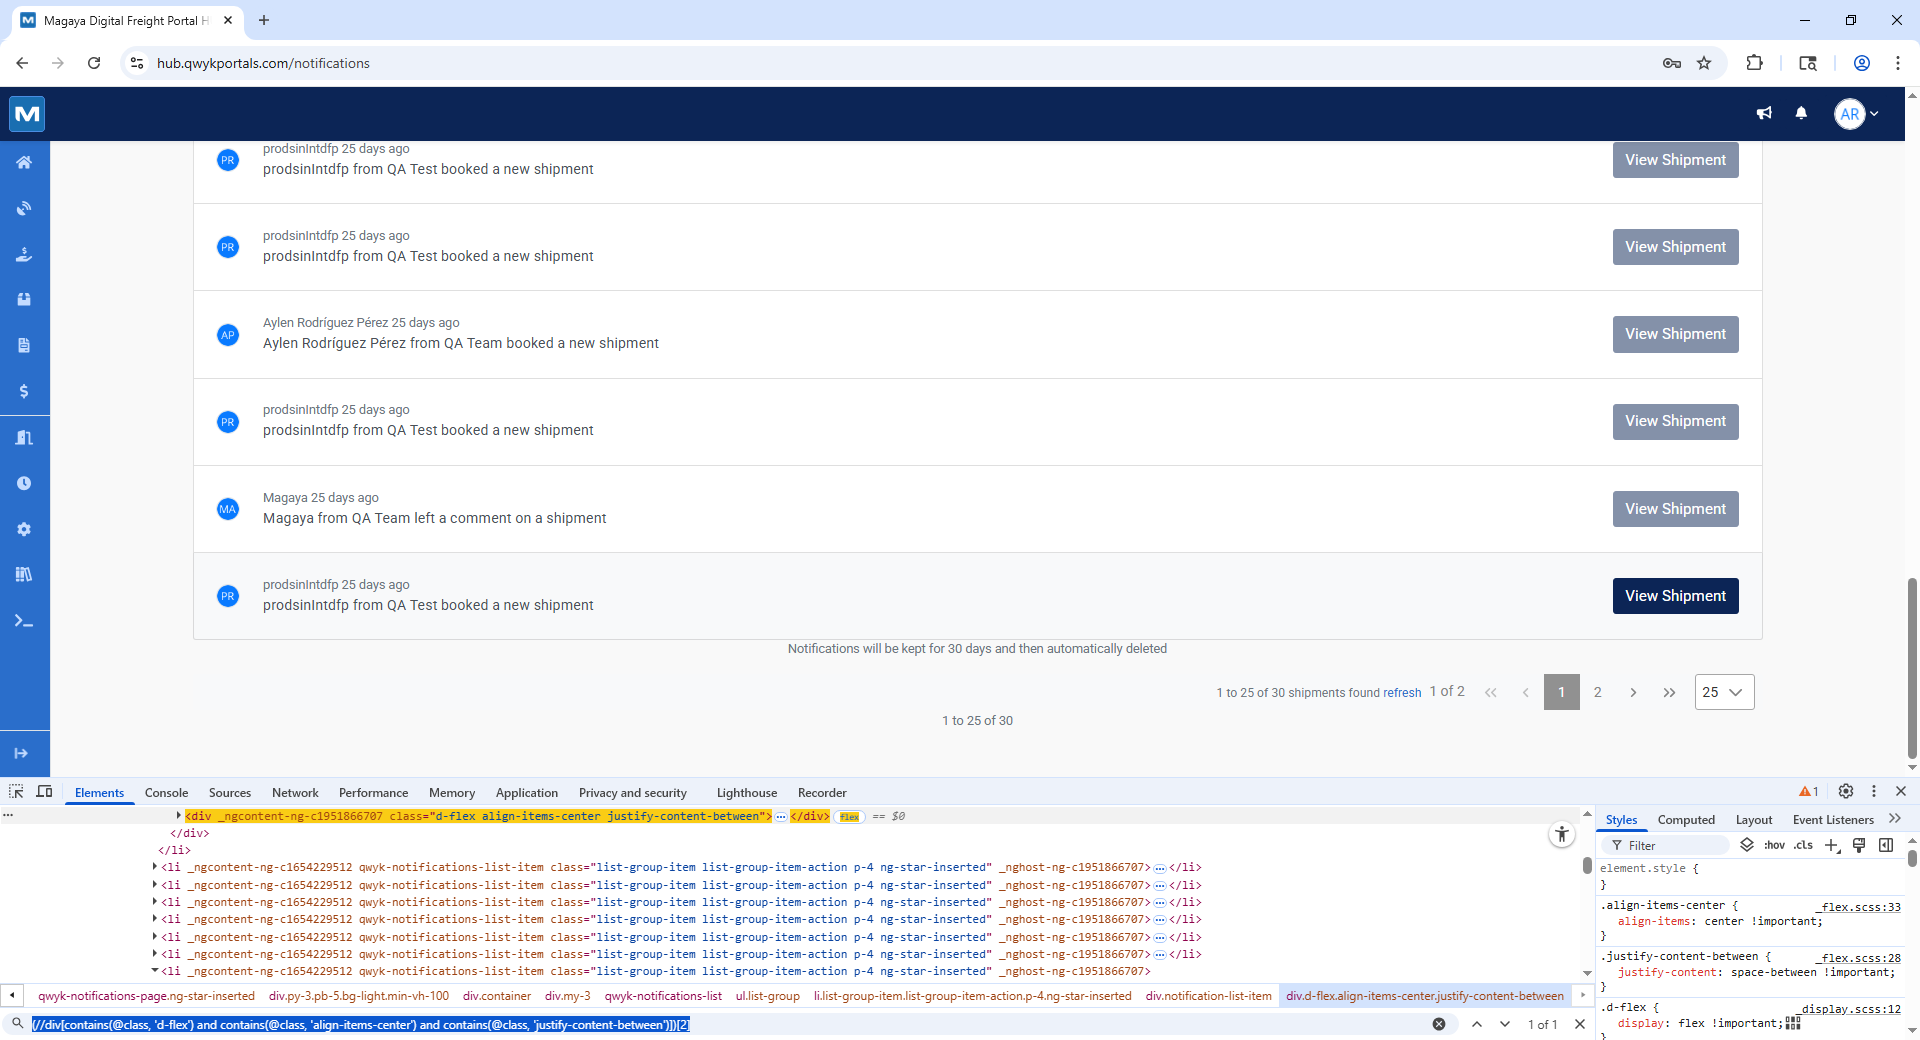 Magaya Digital Freight Portal H
hub.qwykportals.com/notifications
AR
prodsinIntdfp 25 days ago
PR
prodsinIntdfp from QA Test booked a new shipment
View Shipment
prodsinIntdfp 25 days ago
PR
prodsinIntdfp from QA Test booked a new shipment
View Shipment
Aylen Rodríguez Pérez 25 days ago
AP
Aylen Rodríguez Pérez from QA Team booked a new shipment
View Shipment
prodsinIntdfp 25 days ago
PR
prodsinIntdfp from QA Test booked a new shipment
View Shipment
Magaya 25 days ago
MA
Magaya from QA Team left a comment on a shipment
View Shipment
prodsinIntdfp 25 days ago
PR
prodsinIntdfp from QA Test booked a new shipment
View Shipment
Notifications will be kept for 30 days and then automatically deleted
1 to 25 of 30 shipments found refresh 1 of 2 << < 1 2 > >> 25
1 to 25 of 30
Elements Console Sources Network Performance Memory Application Privacy and security Lighthouse Recorder 1
<div _ngcontent-ng-c1951866707 class="d-flex align-items-center justify-content-between"> … </div> flex == $0
</div>
</li>
<li _ngcontent-ng-c1654229512 qwyk-notifications-list-item class="list-group-item list-group-item-action p-4 ng-star-inserted" _nghost-ng-c1951866707> … </li>
<li _ngcontent-ng-c1654229512 qwyk-notifications-list-item class="list-group-item list-group-item-action p-4 ng-star-inserted" _nghost-ng-c1951866707> … </li>
<li _ngcontent-ng-c1654229512 qwyk-notifications-list-item class="list-group-item list-group-item-action p-4 ng-star-inserted" _nghost-ng-c1951866707> … </li>
<li _ngcontent-ng-c1654229512 qwyk-notifications-list-item class="list-group-item list-group-item-action p-4 ng-star-inserted" _nghost-ng-c1951866707> … </li>
<li _ngcontent-ng-c1654229512 qwyk-notifications-list-item class="list-group-item list-group-item-action p-4 ng-star-inserted" _nghost-ng-c1951866707> … </li>
<li _ngcontent-ng-c1654229512 qwyk-notifications-list-item class="list-group-item list-group-item-action p-4 ng-star-inserted" _nghost-ng-c1951866707> … </li>
<li _ngcontent-ng-c1654229512 qwyk-notifications-list-item class="list-group-item list-group-item-action p-4 ng-star-inserted" _nghost-ng-c1951866707>
qwyk-notifications-page.ng-star-inserted div.py-3.pb-5.bg-light.min-vh-100 div.container div.my-3 qwyk-notifications-list ul.list-group li.list-group-item.list-group-item-action.p-4.ng-star-inserted div.notification-list-item div.d-flex.align-items-center.justify-content-between
(//div[contains(@class, 'd-flex') and contains(@class, 'align-items-center') and contains(@class, 'justify-content-between')])[2]
1 of 1
Styles Computed Layout Event Listeners
Filter :hov .cls
element.style {
}
.align-items-center { _flex.scss:33
align-items: center !important;
}
.justify-content-between { _flex.scss:28
justify-content: space-between !important;
}
.d-flex { _display.scss:12
display: flex !important;
}